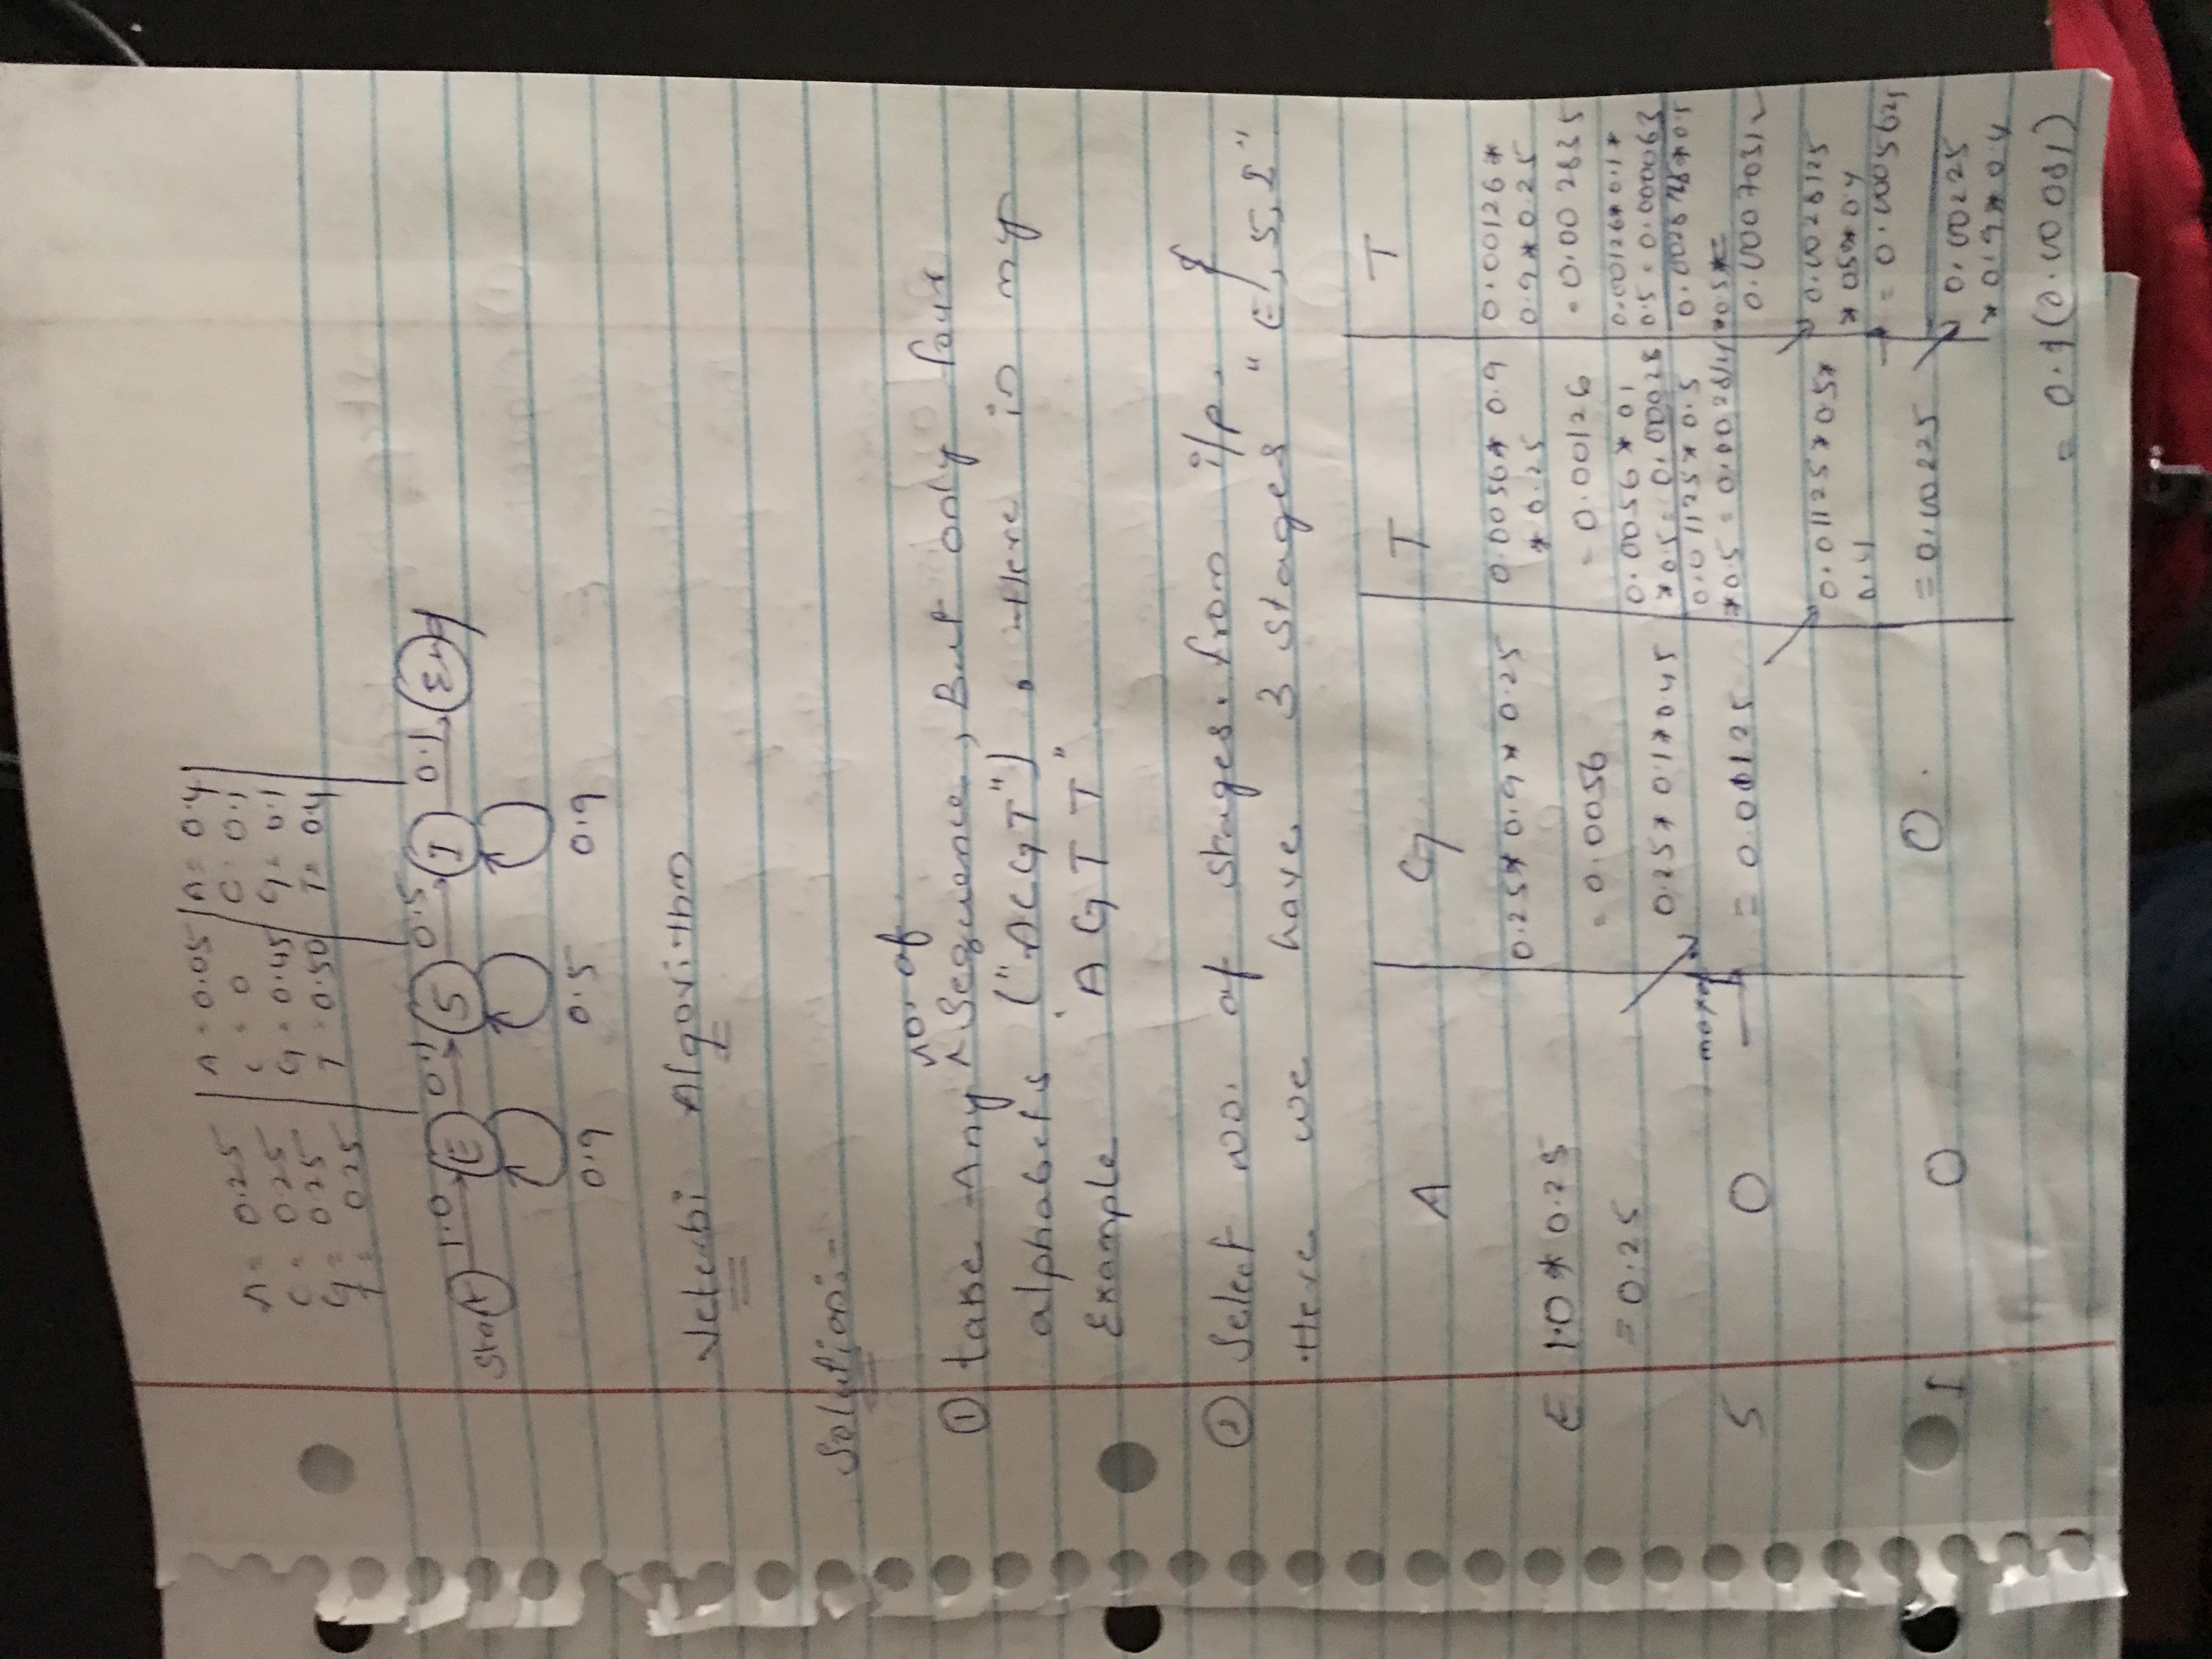 A = 0.25 | A = 0.05 | A = 0.4
C = 0.25 | C = 0 | C = 0.1
G = 0.25 | G = 0.45 | G = 0.1
T = 0.25 | T = 0.50 | T = 0.4
Start 1.0 E 0.1 S 0.5 I 0.1 End
0.9 0.5 0.9
Veterbi Algorithm
Solution:-
no. of
① take Any ^ Sequence, But only four
alphabets ("ACGT"). Here in my
Example "AGTT"
② Select no. of stages. from i/p. &
Here we have 3 stages "E, S, I"
A G T T
E 1.0 * 0.25
= 0.25
0.25 * 0.9 * 0.25
= 0.0056
0.0056 * 0.9
* 0.25
= 0.00126
0.00126 *
0.9 * 0.25
= 0.002835
S 0
max of
0.25 * 0.1 * 0.45
= 0.01125
0.0056 * 0.1
* 0.5 = 0.00028
0.01125 * 0.5
* 0.5 = 0.002814
0.00126 * 0.1 *
0.5 = 0.000063
* 0.5
* 0.5 =
0.0007031
I 0
0
0.01125 * 0.5 *
0.4
= 0.00225
0.0028125
* 0.5 * 0.4
= 0.0005625
0.00225
* 0.9 * 0.4
= 0.1(0.00081)